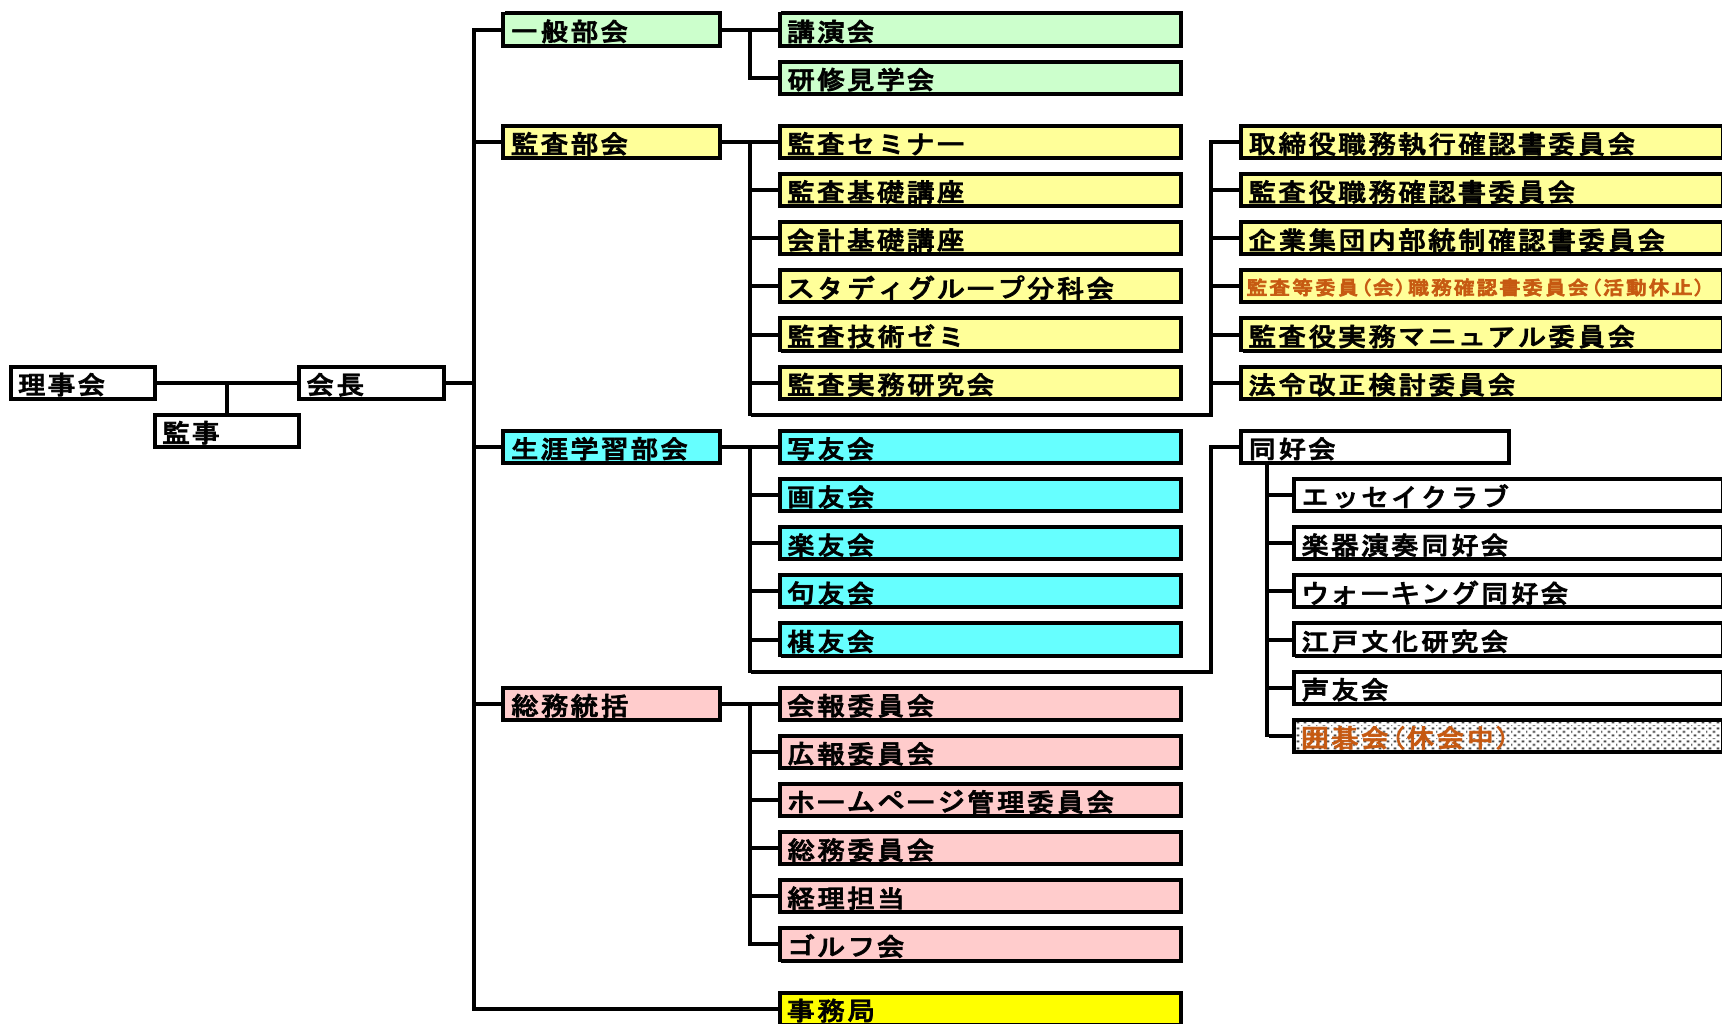 理事会
監事
会長
一般部会
講演会
研修見学会
監査部会
監査セミナー
監査基礎講座
会計基礎講座
スタディグループ分科会
監査技術ゼミ
監査実務研究会
取締役職務執行確認書委員会
監査役職務確認書委員会
企業集団内部統制確認書委員会
監査等委員(会)職務確認書委員会(活動休止)
監査役実務マニュアル委員会
法令改正検討委員会
生涯学習部会
写友会
画友会
楽友会
句友会
棋友会
同好会
エッセイクラブ
楽器演奏同好会
ウォーキング同好会
江戸文化研究会
声友会
囲碁会(休会中)
総務統括
会報委員会
広報委員会
ホームページ管理委員会
総務委員会
経理担当
ゴルフ会
事務局